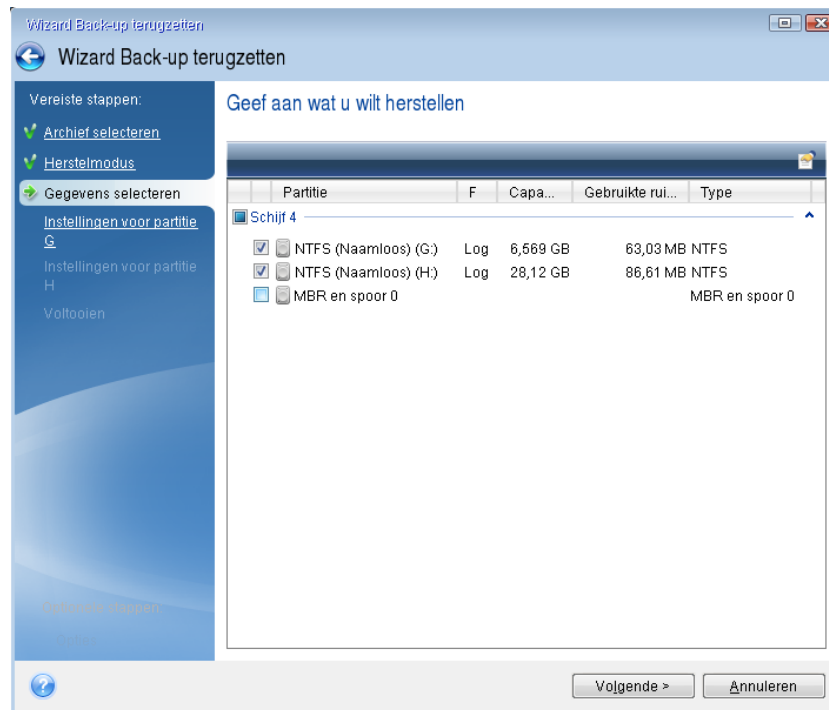 Wizard Back-up terugzetten
Wizard Back-up terugzetten
Vereiste stappen:
Archief selecteren
Herstelmodus
Gegevens selecteren
Instellingen voor partitie
G
Instellingen voor partitie
H
Voltooien
stappen
Geef aan wat u wilt herstellen
Partitie F Capa... Gebruikte rui... Type
Schijf 4
NTFS (Naamloos) (G:) Log 6,569 GB 63,03 MB NTFS
NTFS (Naamloos) (H:) Log 28,12 GB 86,61 MB NTFS
MBR en spoor 0 MBR en spoor 0
Volgende >
Annuleren